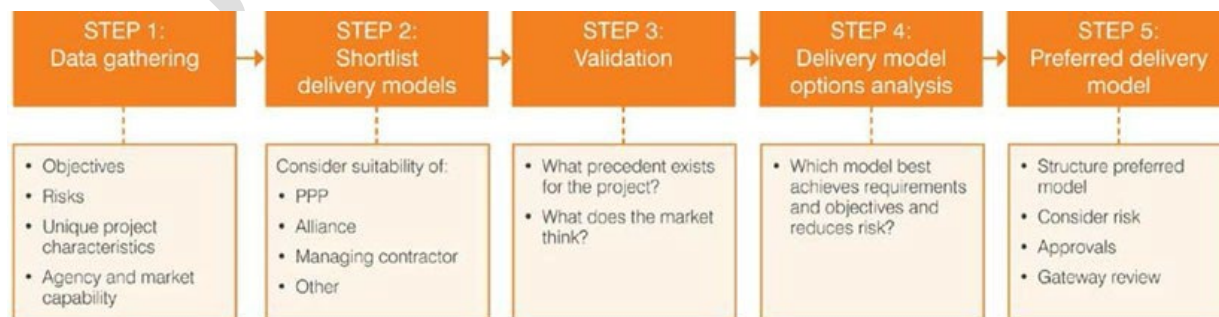 STEP 1:
Data gathering
STEP 2:
Shortlist
delivery models
STEP 3:
Validation
STEP 4:
Delivery model
options analysis
STEP 5:
Preferred delivery
model
• Objectives
• Risks
• Unique project
characteristics
• Agency and market
capability
Consider suitability of:
• PPP
• Alliance
• Managing contractor
• Other
• What precedent exists
for the project?
• What does the market
think?
• Which model best
achieves requirements
and objectives and
reduces risk?
• Structure preferred
model
• Consider risk
• Approvals
• Gateway review